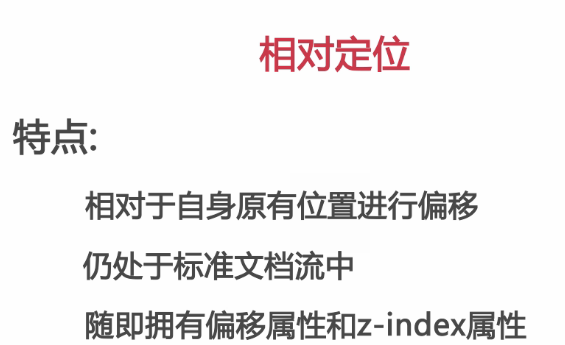 相对定位
特点:
相对于自身原有位置进行偏移
仍处于标准文档流中
随即拥有偏移属性和z-index属性